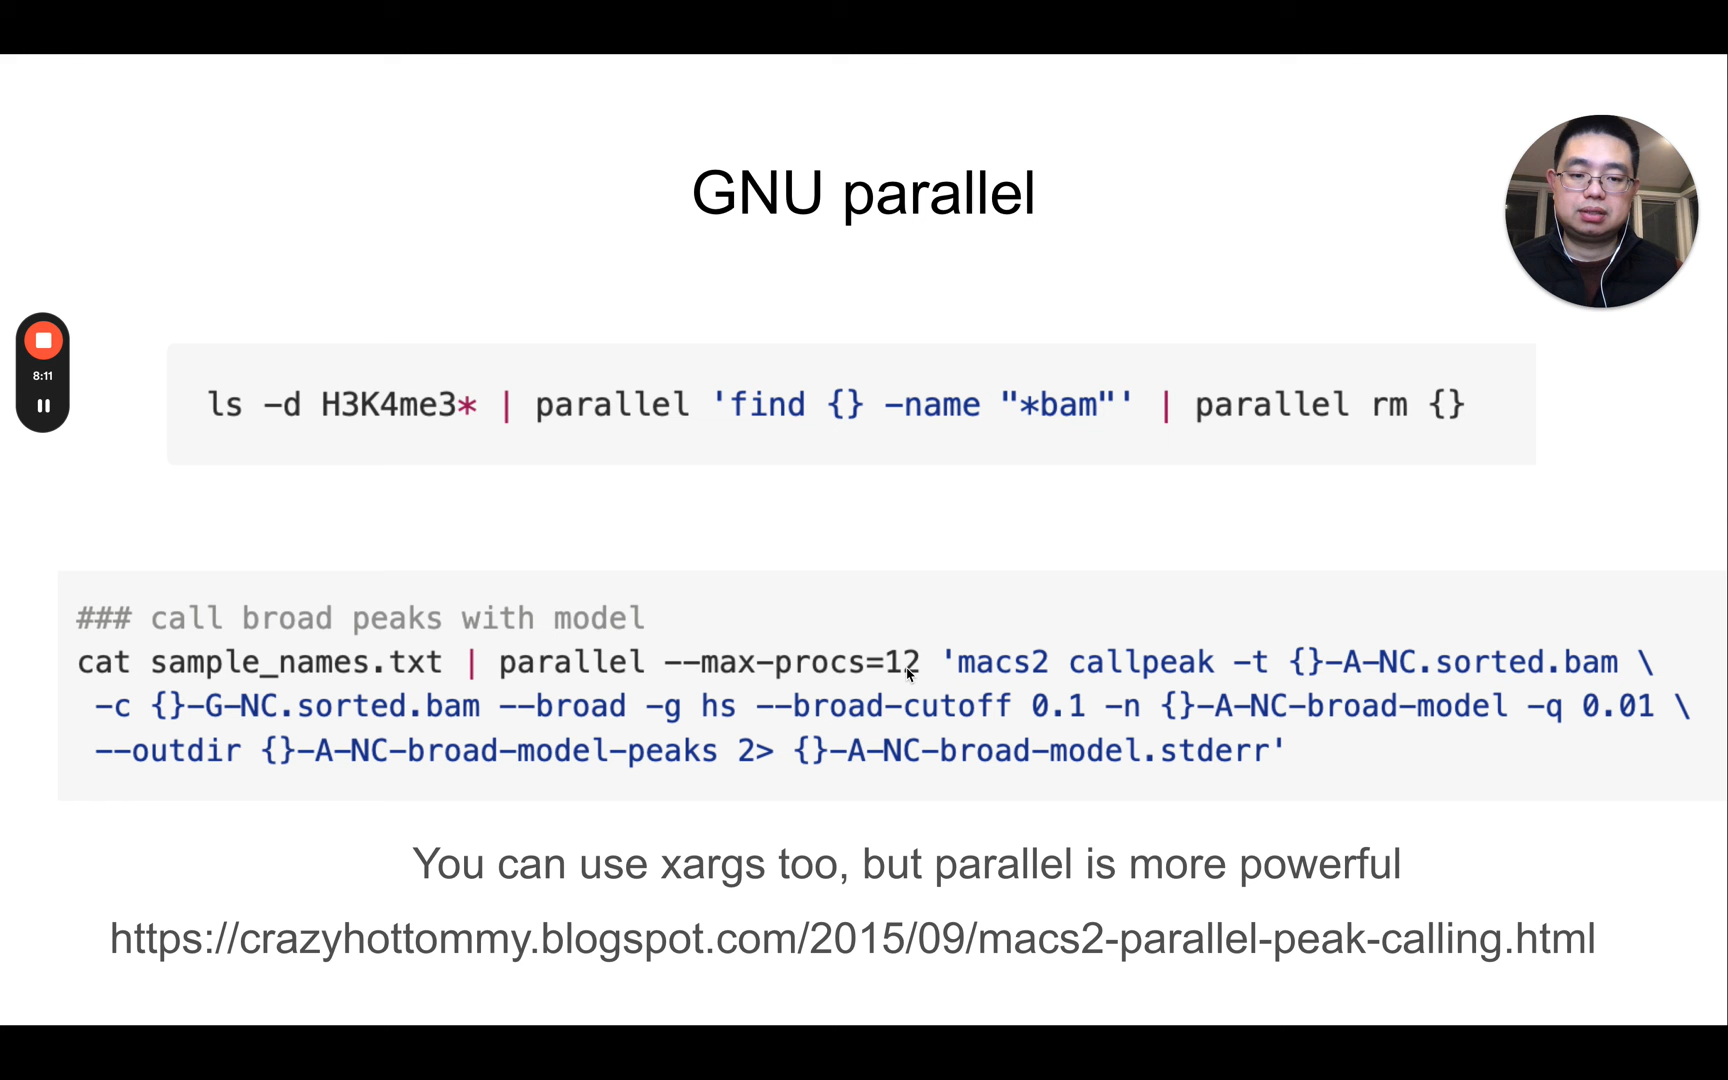 GNU parallel
8:11
ls -d H3K4me3* | parallel 'find {} -name "*bam"' | parallel rm {}
### call broad peaks with model
cat sample_names.txt | parallel --max-procs=12 'macs2 callpeak -t {}-A-NC.sorted.bam \
-c {}-G-NC.sorted.bam --broad -g hs --broad-cutoff 0.1 -n {}-A-NC-broad-model -q 0.01 \
--outdir {}-A-NC-broad-model-peaks 2> {}-A-NC-broad-model.stderr'
You can use xargs too, but parallel is more powerful
https://crazyhottommy.blogspot.com/2015/09/macs2-parallel-peak-calling.html